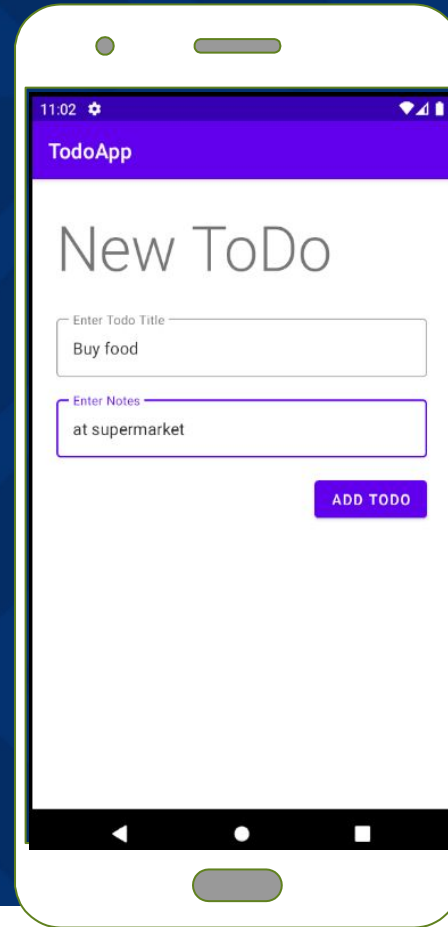 11:02
TodoApp
New ToDo
Enter Todo Title
Buy food
Enter Notes
at supermarket
ADD TODO